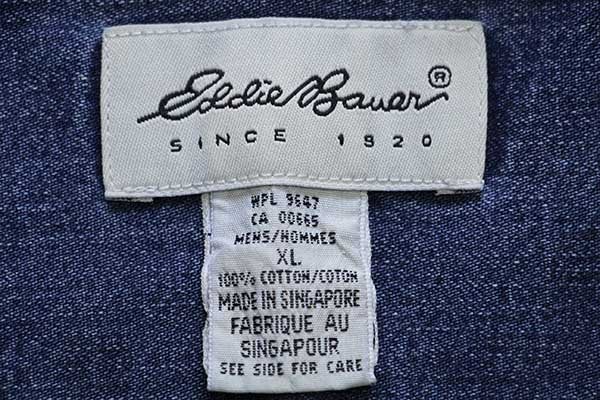 Eddie Bauer®
SINCE 1920
WPL 9647
CA 00665
MENS/HOMMES
XL
100% COTTON/COTON
MADE IN SINGAPORE
FABRIQUE AU
SINGAPOUR
SEE SIDE FOR CARE